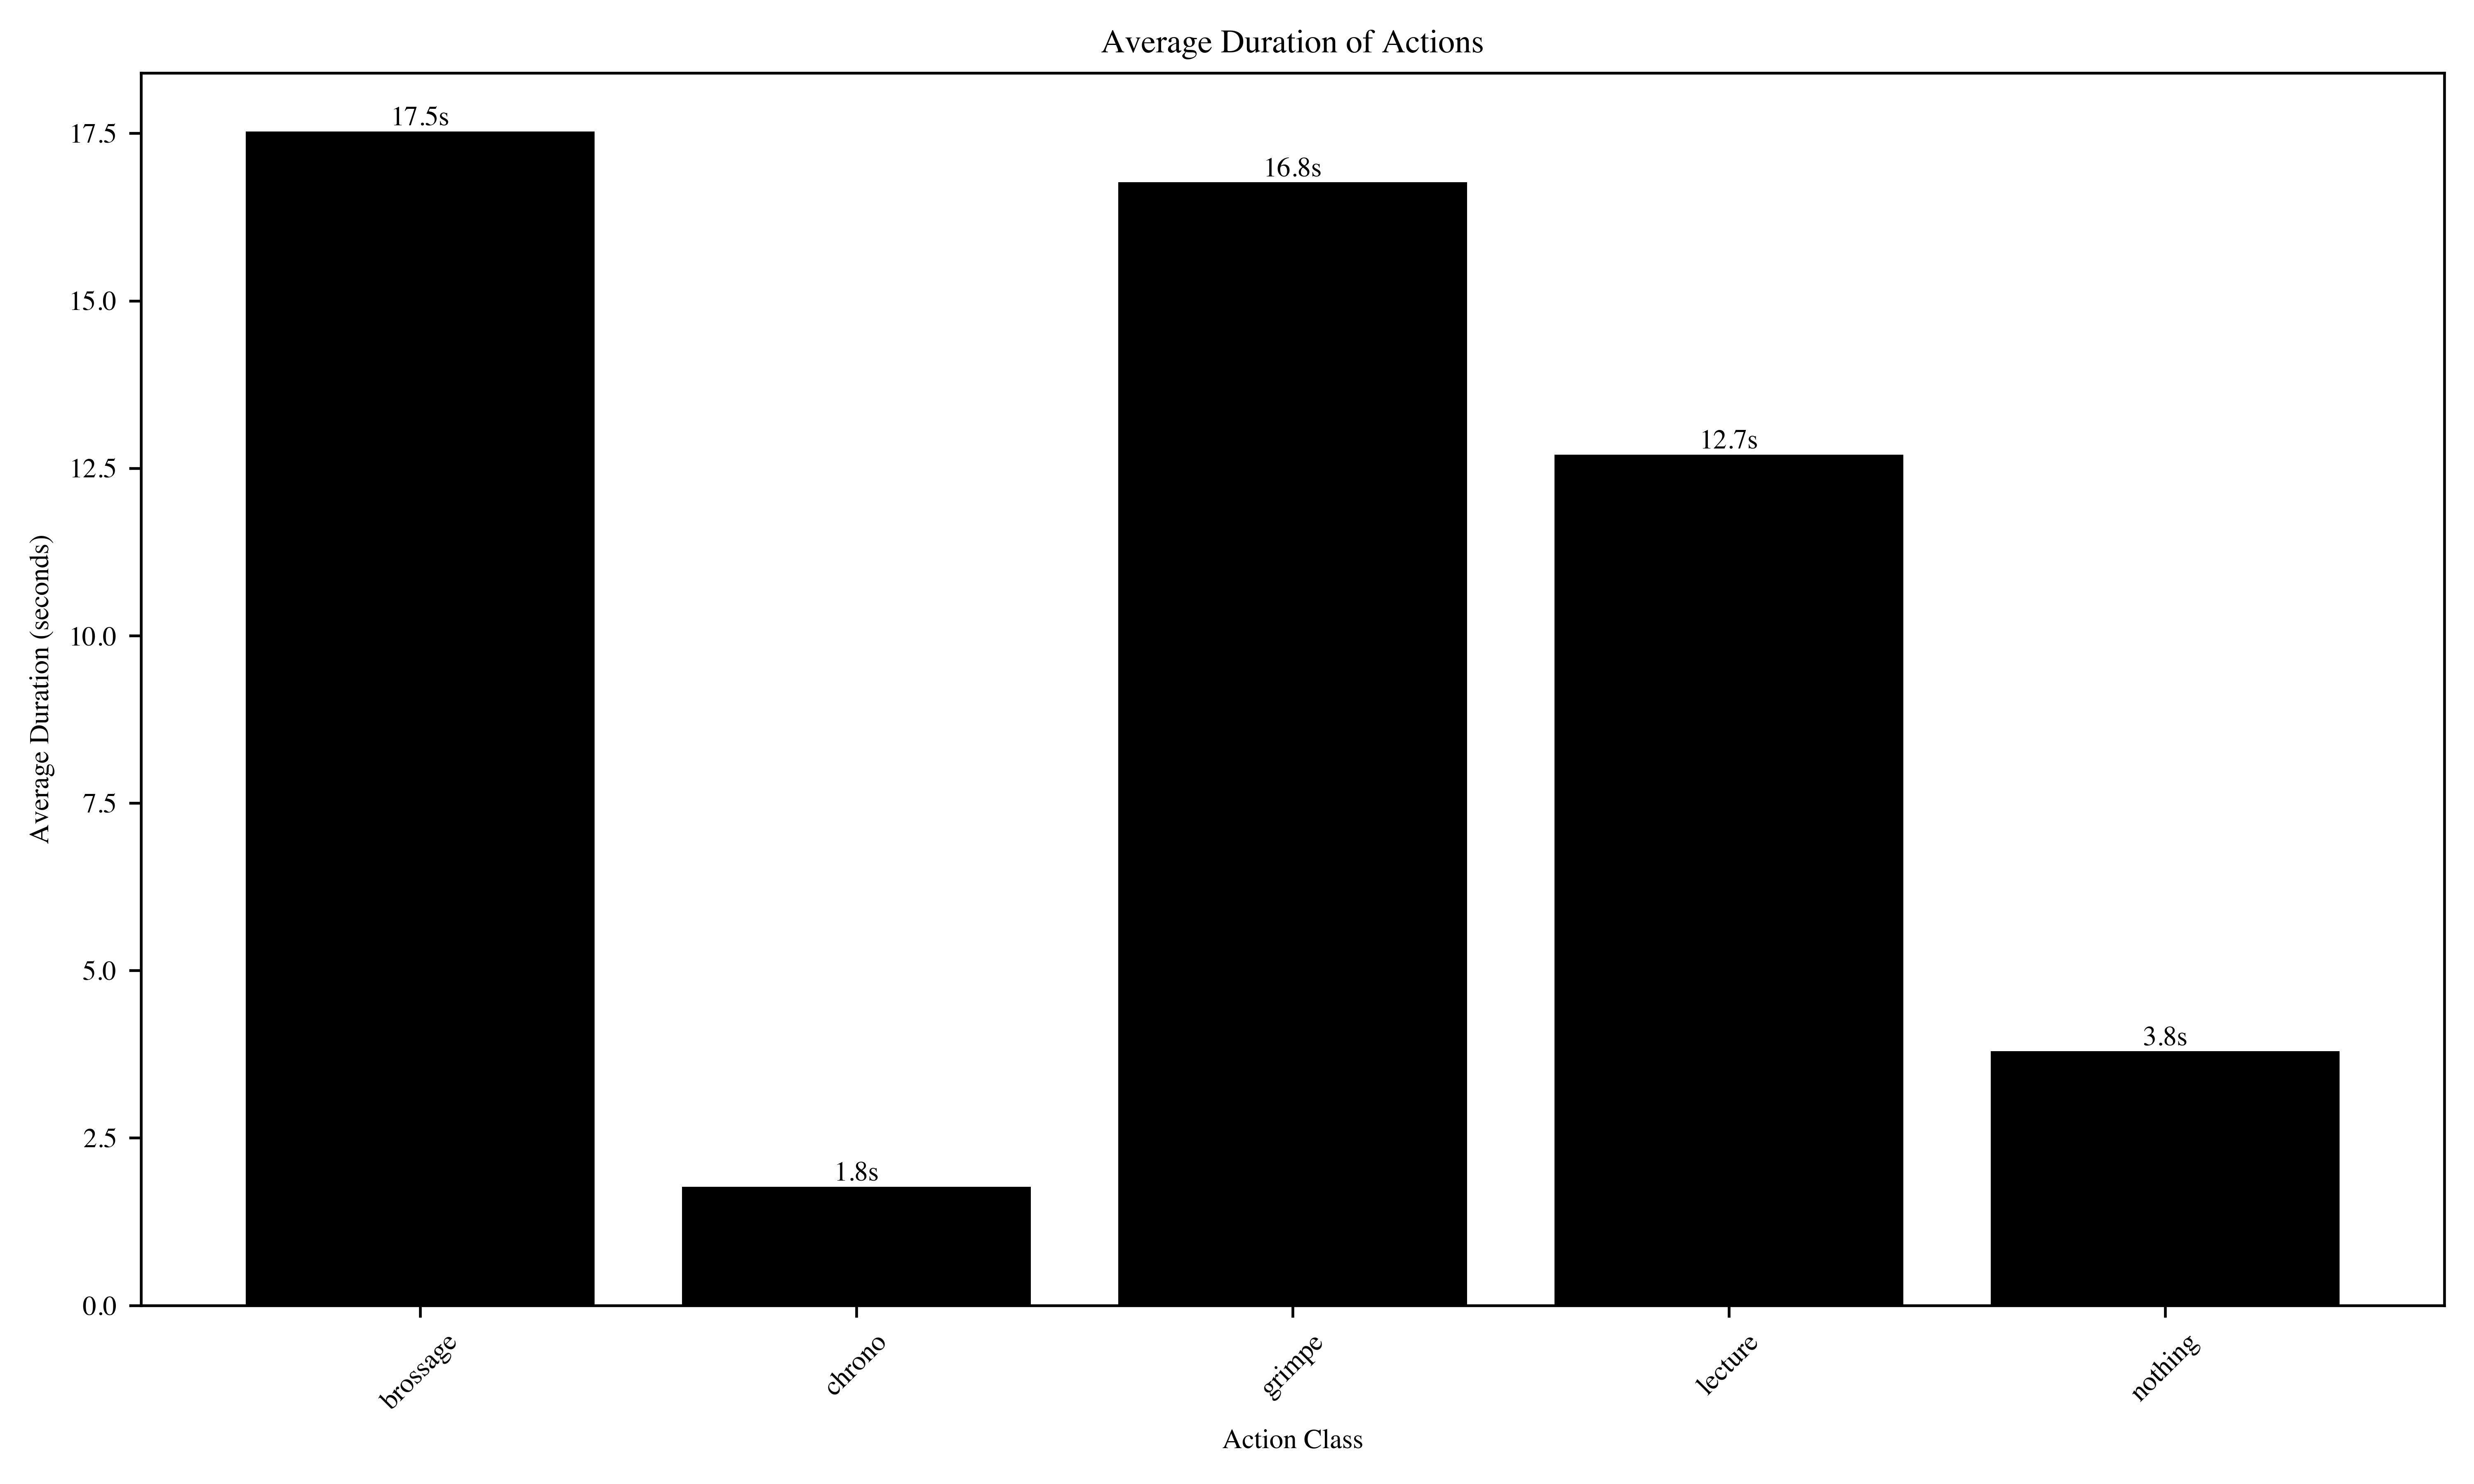 Average Duration of Actions
17.5s
1.8s
16.8s
12.7s
3.8s
Average Duration (seconds)
17.5
15.0
12.5
10.0
7.5
5.0
2.5
0.0
brossage
chrono
grimpe
lecture
nothing
Action Class